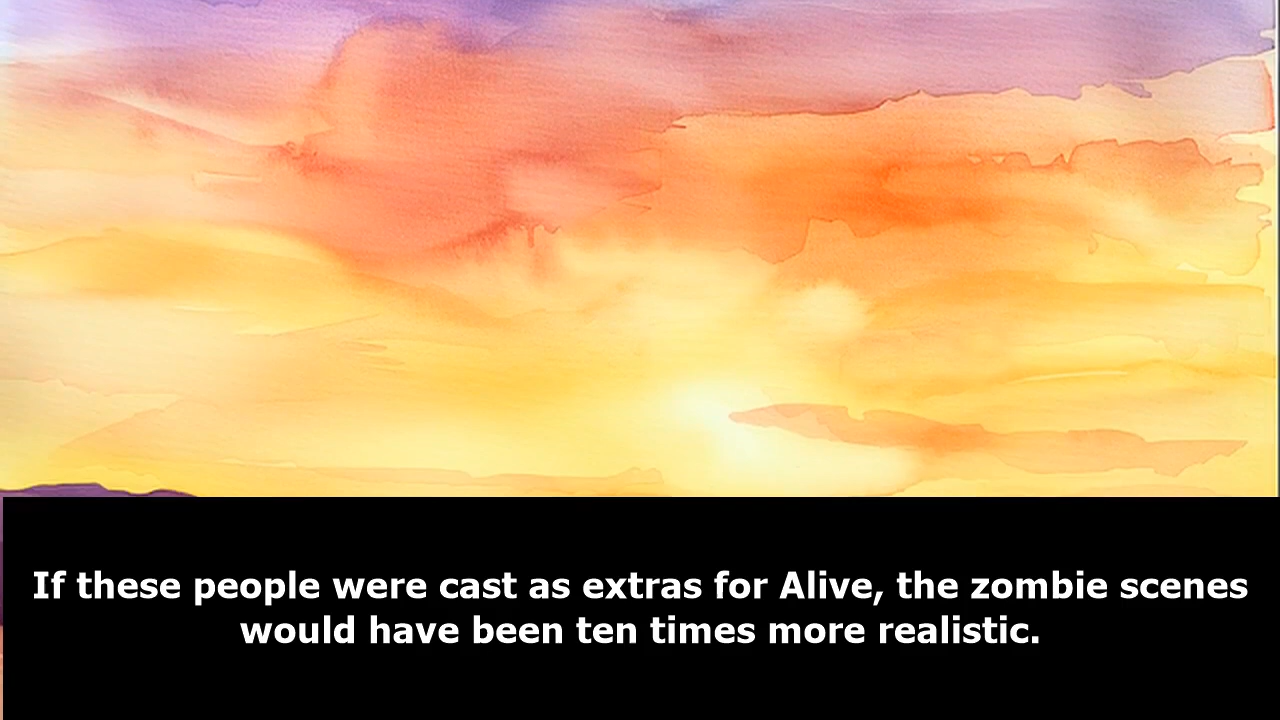 If these people were cast as extras for Alive, the zombie scenes
would have been ten times more realistic.